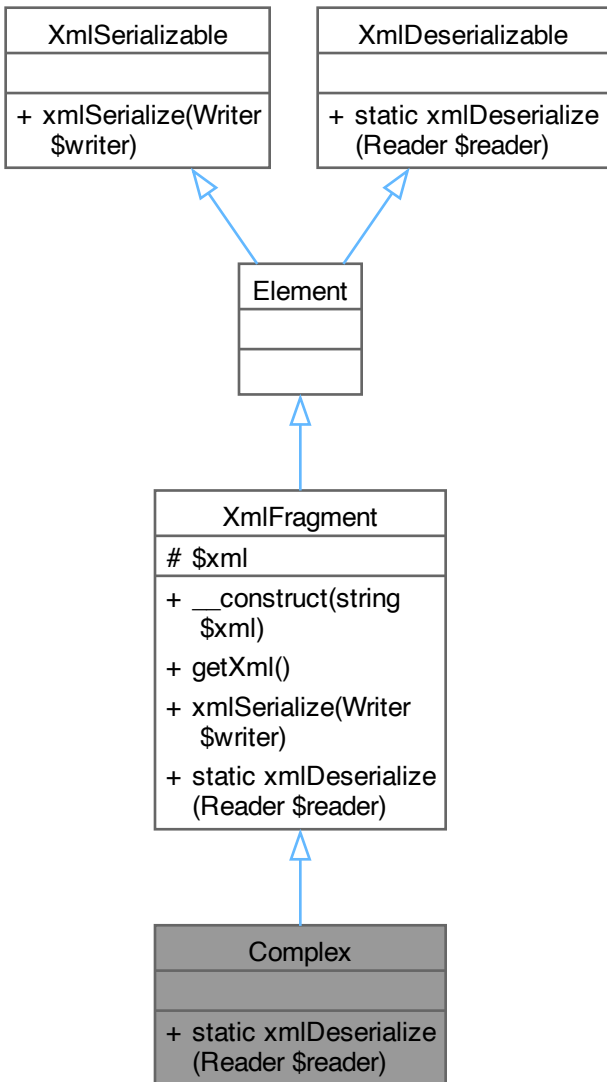 XmlSerializable
+ xmlSerialize(Writer
$writer)
XmlDeserializable
+ static xmlDeserialize
(Reader $reader)
Element
XmlFragment
# $xml
+ __construct(string
$xml)
+ getXml()
+ xmlSerialize(Writer
$writer)
+ static xmlDeserialize
(Reader $reader)
Complex
+ static xmlDeserialize
(Reader $reader)